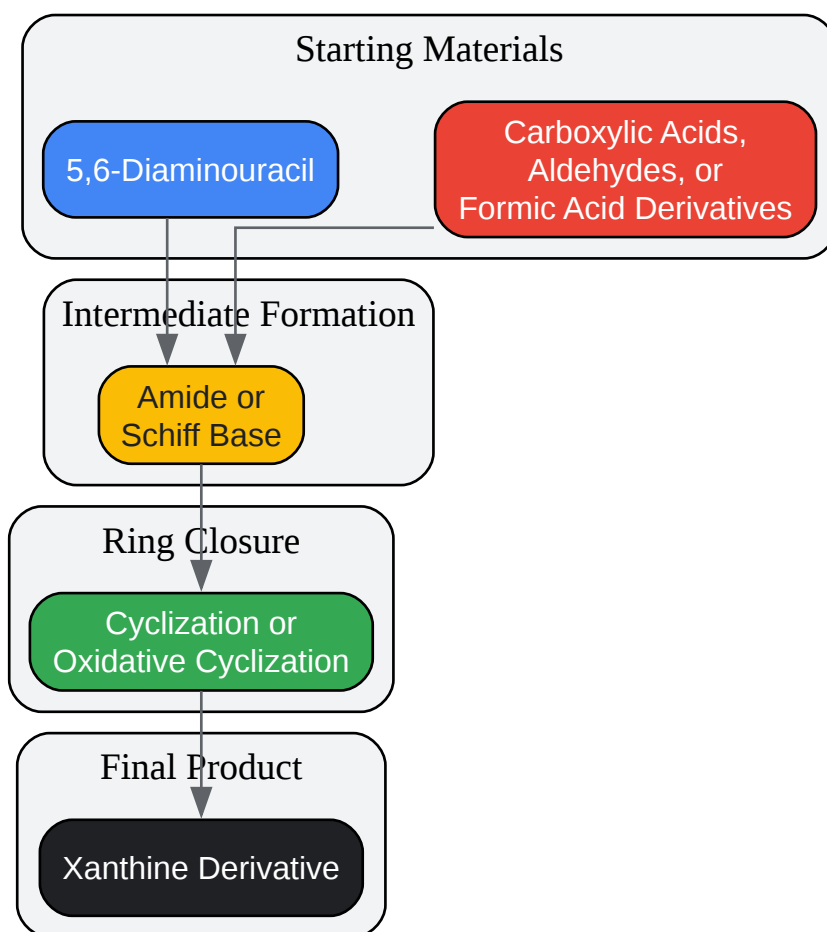 Starting Materials
5,6-Diaminouracil
Carboxylic Acids,
Aldehydes, or
Formic Acid Derivatives
Intermediate Formation
Amide or
Schiff Base
Ring Closure
Cyclization or
Oxidative Cyclization
Final Product
Xanthine Derivative